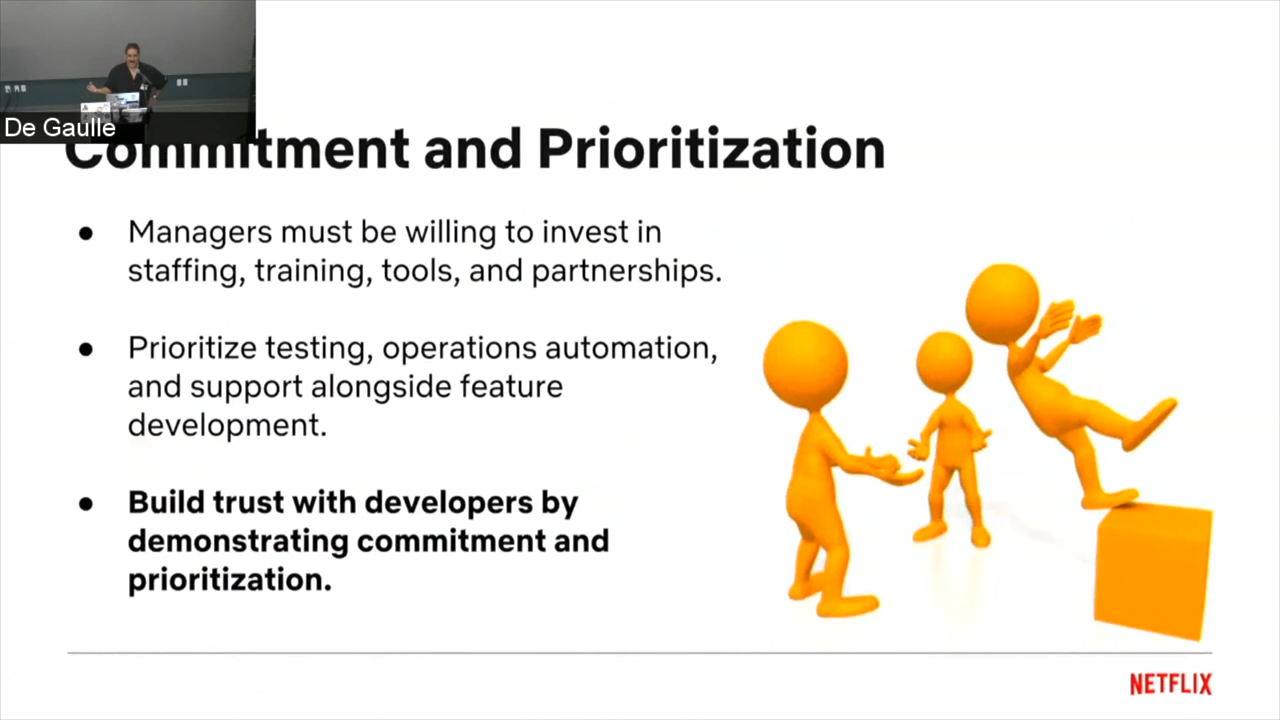 De Gaulle
Commitment and Prioritization
● Managers must be willing to invest in
staffing, training, tools, and partnerships.
● Prioritize testing, operations automation,
and support alongside feature
development.
● Build trust with developers by
demonstrating commitment and
prioritization.
NETFLIX